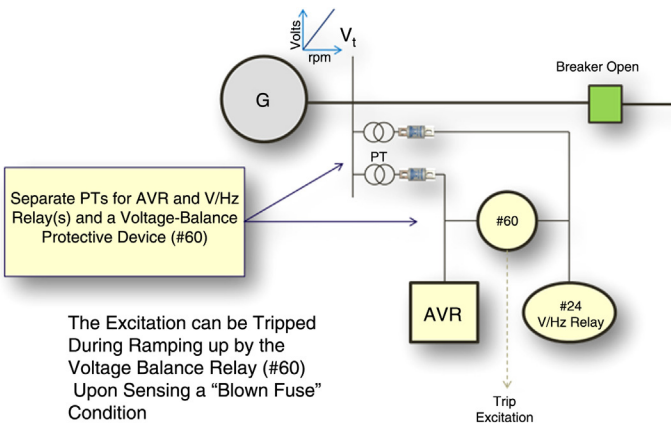 Volts
rpm
Vt
G
Breaker Open
PT
Separate PTs for AVR and V/Hz
Relay(s) and a Voltage-Balance
Protective Device (#60)
#60
AVR
#24
V/Hz Relay
The Excitation can be Tripped
During Ramping up by the
Voltage Balance Relay (#60)
Upon Sensing a “Blown Fuse”
Condition
Trip
Excitation